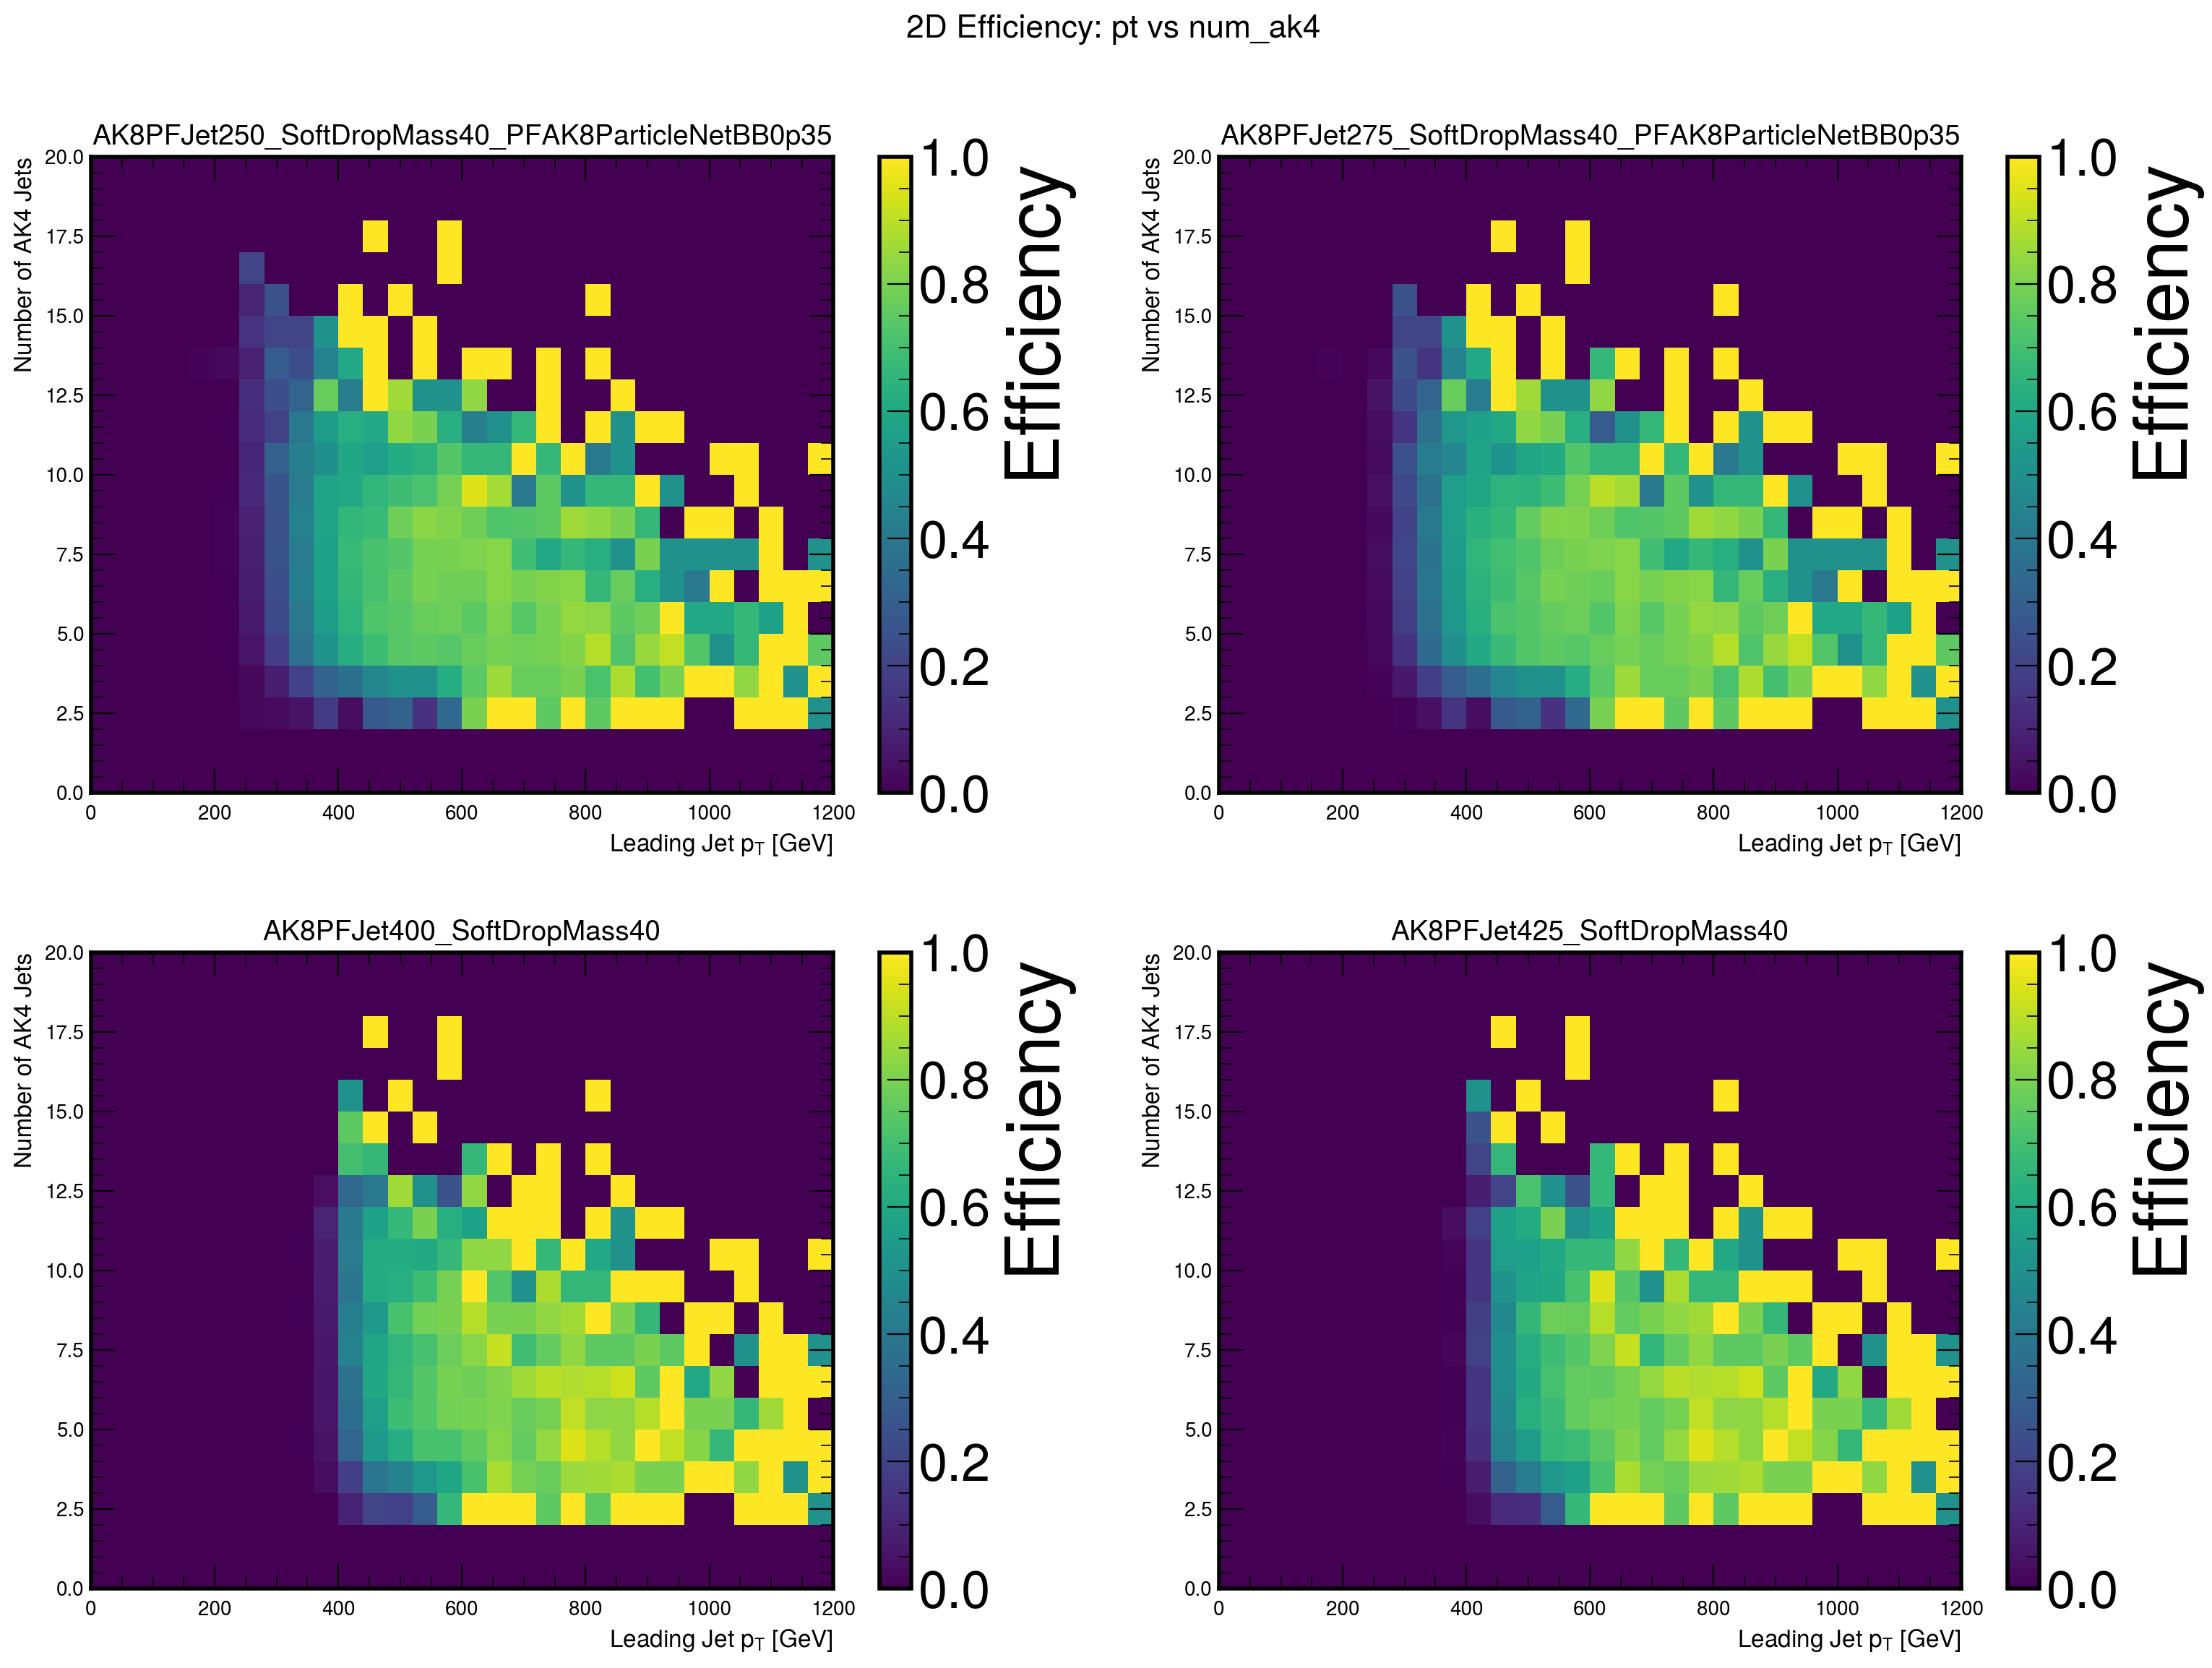 2D Efficiency: pt vs num_ak4
AK8PFJet250_SoftDropMass40_PFAK8ParticleNetBB0p35
Number of AK4 Jets
20.0
17.5
15.0
12.5
10.0
7.5
5.0
2.5
0.0
0 200 400 600 800 1000 1200
Leading Jet pT [GeV]
1.0
0.8
0.6
0.4
0.2
0.0
Efficiency
AK8PFJet275_SoftDropMass40_PFAK8ParticleNetBB0p35
Number of AK4 Jets
20.0
17.5
15.0
12.5
10.0
7.5
5.0
2.5
0.0
0 200 400 600 800 1000 1200
Leading Jet pT [GeV]
1.0
0.8
0.6
0.4
0.2
0.0
Efficiency
AK8PFJet400_SoftDropMass40
Number of AK4 Jets
20.0
17.5
15.0
12.5
10.0
7.5
5.0
2.5
0.0
0 200 400 600 800 1000 1200
Leading Jet pT [GeV]
1.0
0.8
0.6
0.4
0.2
0.0
Efficiency
AK8PFJet425_SoftDropMass40
Number of AK4 Jets
20.0
17.5
15.0
12.5
10.0
7.5
5.0
2.5
0.0
0 200 400 600 800 1000 1200
Leading Jet pT [GeV]
1.0
0.8
0.6
0.4
0.2
0.0
Efficiency